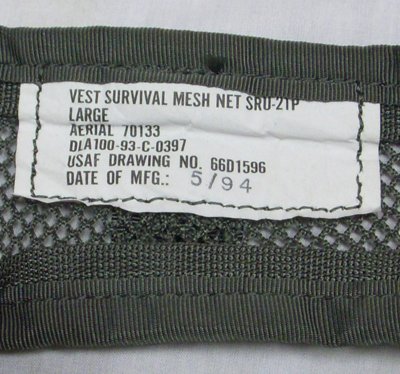 VEST SURVIVAL MESH NET SRU-21P
LARGE
AERIAL 70133
DLA100-93-C-0397
USAF DRAWING NO. 66D1596
DATE OF MFG.: 5/94